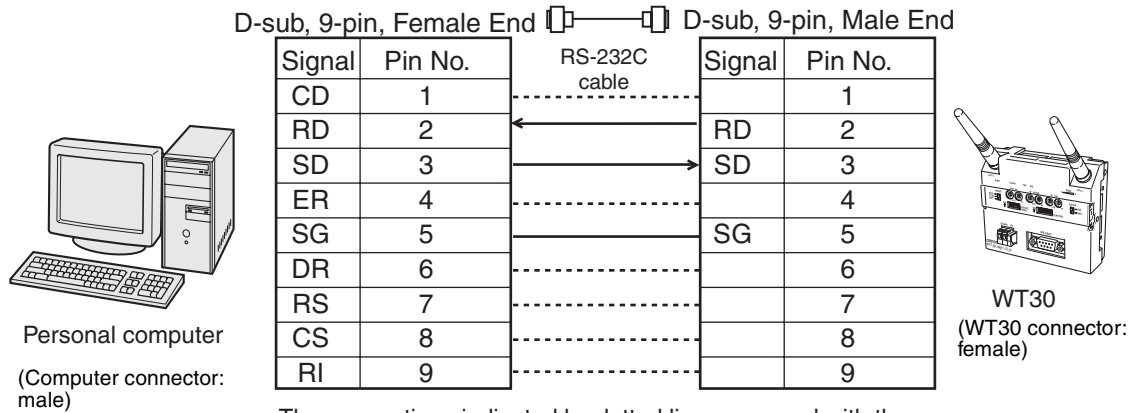 D-sub, 9-pin, Female End D-sub, 9-pin, Male End
RS-232C
cable
Signal Pin No. Signal Pin No.
CD 1 1
RD 2 RD 2
SD 3 SD 3
ER 4 4
SG 5 SG 5
DR 6 6
RS 7 7
CS 8 8
RI 9 9
Personal computer
(Computer connector:
male)
WT30
(WT30 connector:
female)